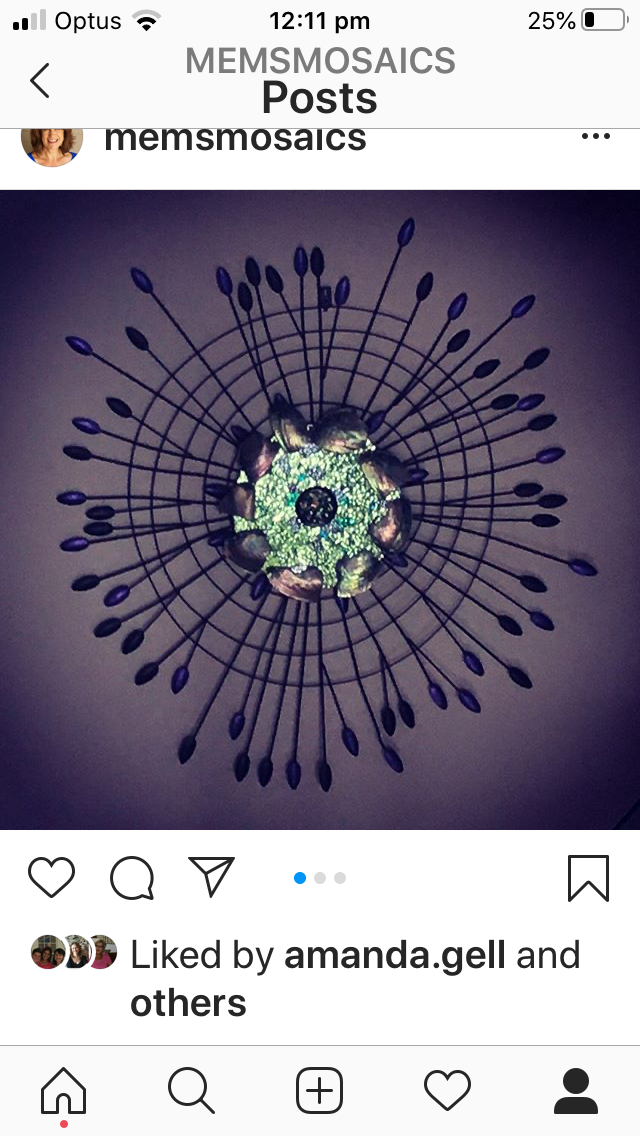 Optus 12:11 pm 25%
MEMSMOSAICS
Posts
memsmosaics
Liked by amanda.gell and
others